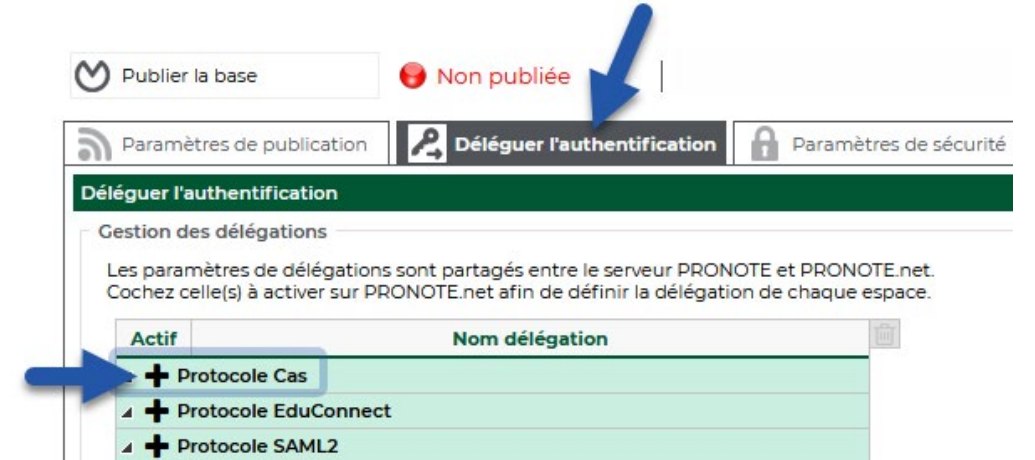 Publier la base
Non publiée
Paramètres de publication
Déléguer l'authentification
Paramètres de sécurité
Déléguer l'authentification
Gestion des délégations
Les paramètres de délégations sont partagés entre le serveur PRONOTE et PRONOTE.net.
Cochez celle(s) à activer sur PRONOTE.net afin de définir la délégation de chaque espace.
Actif
Nom délégation
Protocole Cas
Protocole EduConnect
Protocole SAML2